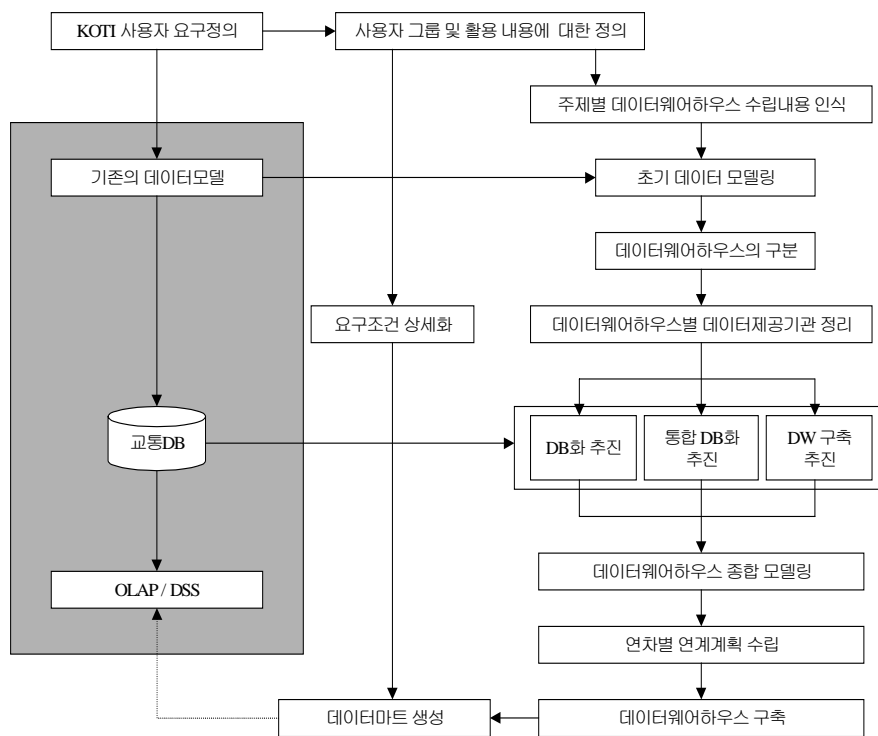 KOTI 사용자 요구정의
사용자 그룹 및 활용 내용에 대한 정의
주제별 데이터웨어하우스 수립내용 인식
기존의 데이터모델
초기 데이터 모델링
데이터웨어하우스의 구분
요구조건 상세화
데이터웨어하우스별 데이터제공기관 정리
교통DB
DB화 추진
통합 DB화
추진
DW 구축
추진
데이터웨어하우스 종합 모델링
OLAP / DSS
연차별 연계계획 수립
데이터마트 생성
데이터웨어하우스 구축